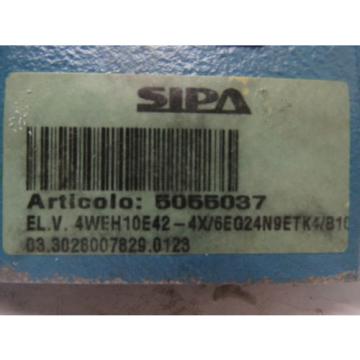 SIPA
Articolo: 5055037
EL.V. 4WEH10E42-4X/6EG24N9ETK4/B10
03.3026007829.0123